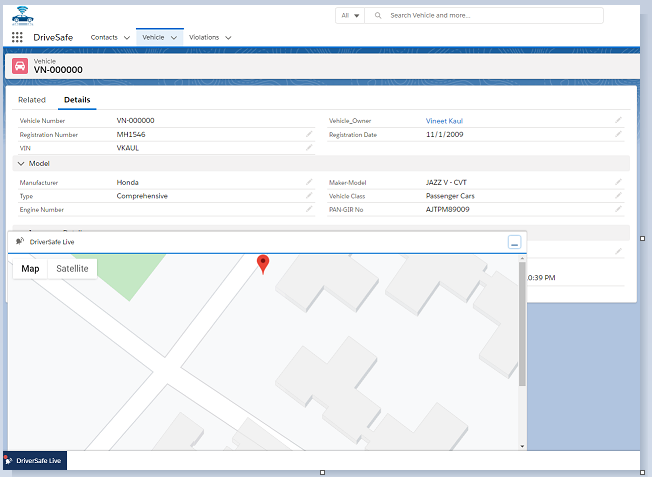 All Search Vehicle and more...
DriveSafe Contacts Vehicle Violations
Vehicle
VN-000000
Related Details
Vehicle Number VN-000000 Vehicle_Owner Vineet Kaul
Registration Number MH1546 Registration Date 11/1/2009
VIN VKAUL
Model
Manufacturer Honda Maker-Model JAZZ V - CVT
Type Comprehensive Vehicle Class Passenger Cars
Engine Number PAN-GIR No AJTPM89009
DriverSafe Live
0:39 PM
Map Satellite
DriverSafe Live